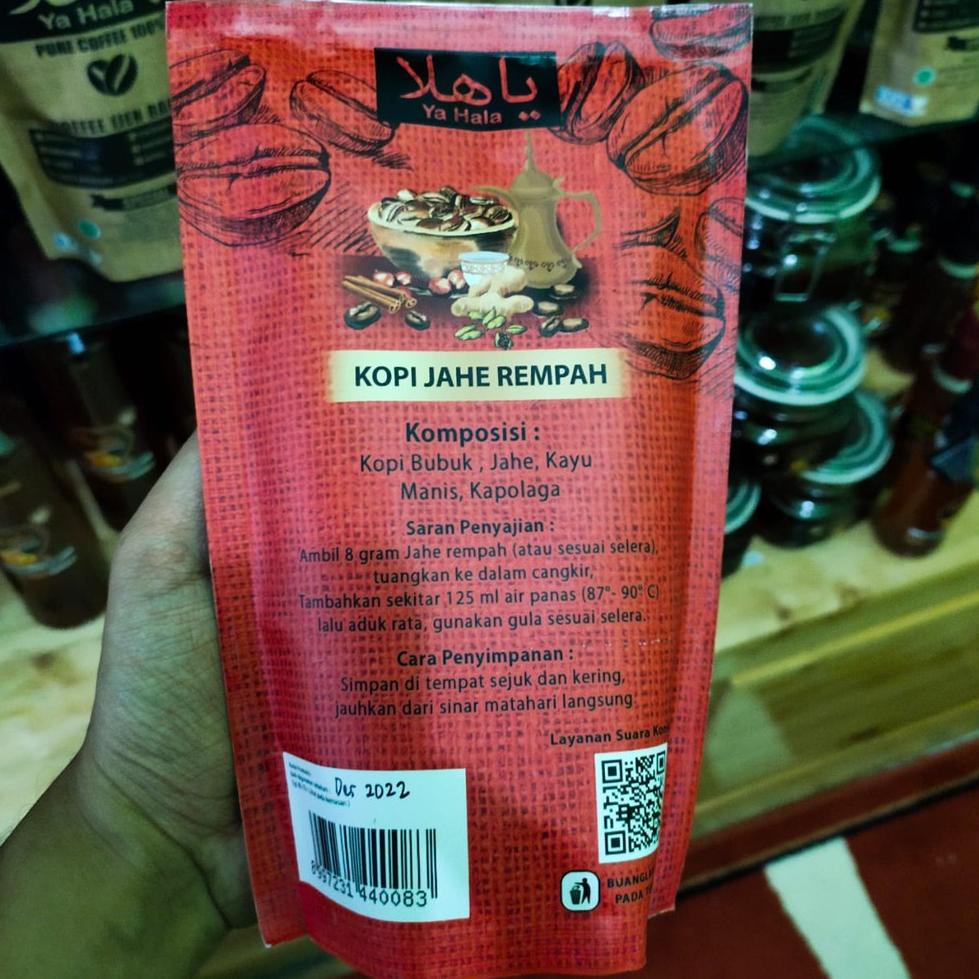 Ya Hala
PURE COFFEE 100%
ياهلا
Ya Hala
KOPI JAHE REMPAH
Komposisi :
Kopi Bubuk , Jahe, Kayu
Manis, Kapolaga
Saran Penyajian :
Ambil 8 gram Jahe rempah (atau sesuai selera),
tuangkan ke dalam cangkir,
Tambahkan sekitar 125 ml air panas (87°- 90° C)
lalu aduk rata, gunakan gula sesuai selera.
Cara Penyimpanan :
Simpan di tempat sejuk dan kering,
jauhkan dari sinar matahari langsung
Layanan Suara
Des 2022
8997231 440083
PADA